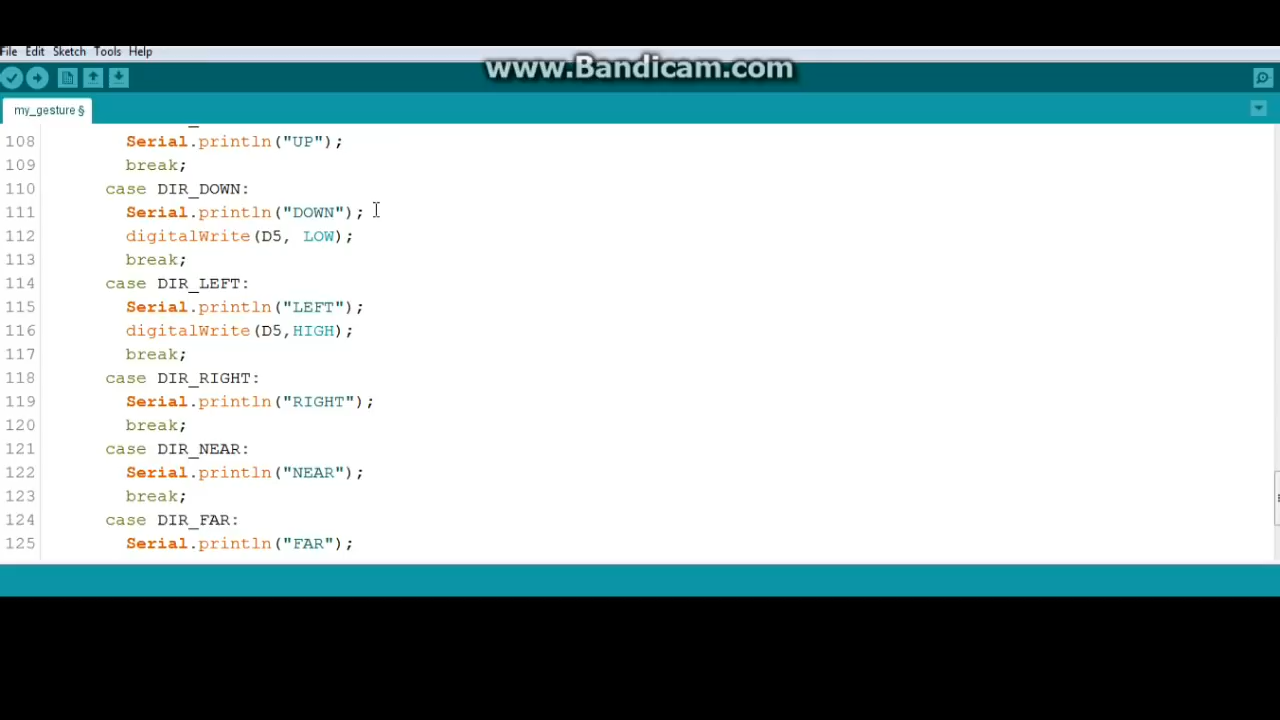 File Edit Sketch Tools Help
www.Bandicam.com
my_gesture §
108 Serial.println("UP");
109 break;
110 case DIR_DOWN:
111 Serial.println("DOWN");
112 digitalWrite(D5, LOW);
113 break;
114 case DIR_LEFT:
115 Serial.println("LEFT");
116 digitalWrite(D5,HIGH);
117 break;
118 case DIR_RIGHT:
119 Serial.println("RIGHT");
120 break;
121 case DIR_NEAR:
122 Serial.println("NEAR");
123 break;
124 case DIR_FAR:
125 Serial.println("FAR");